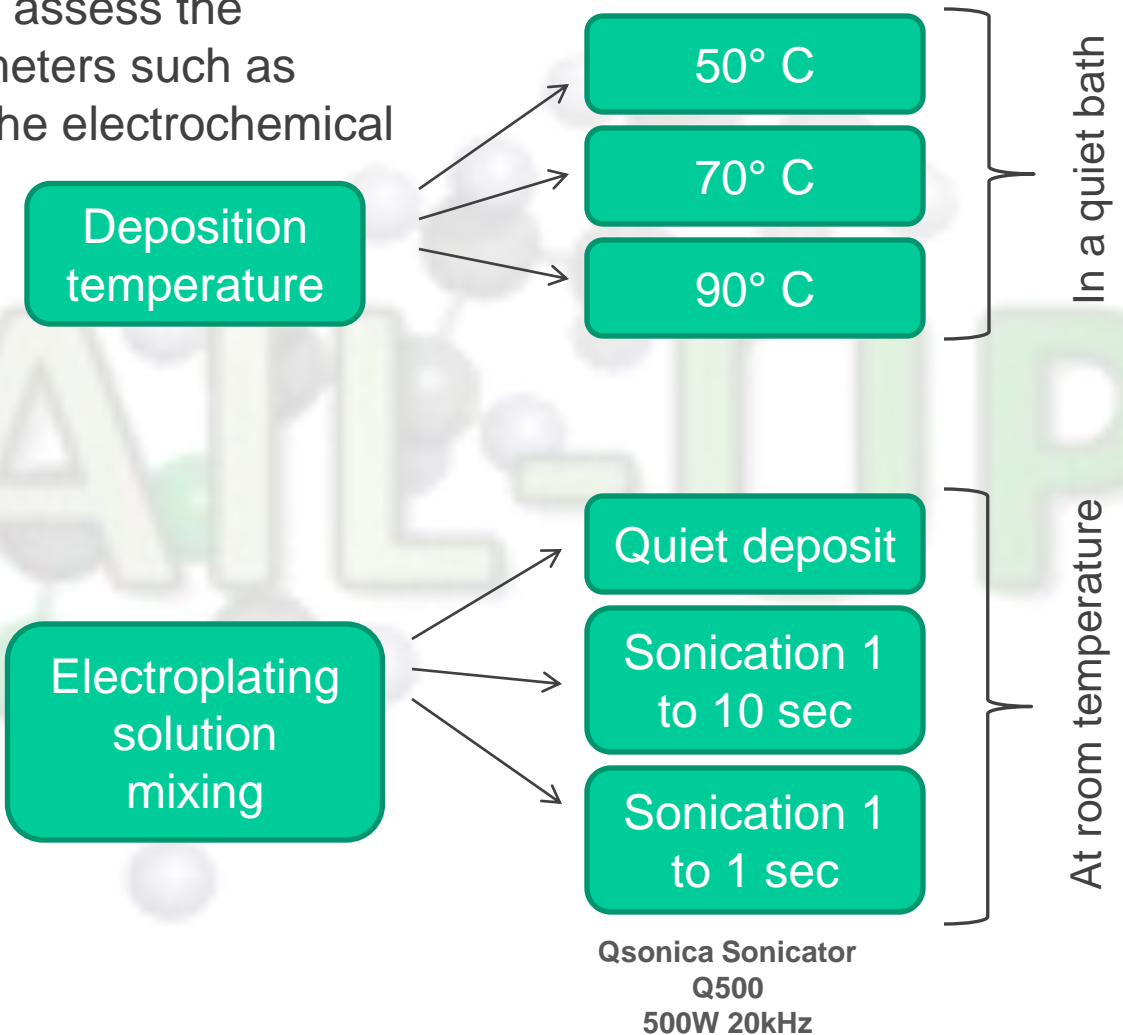 assess the
neters such as
he electrochemical
Deposition
temperature
50° C
70° C
90° C
In a quiet bath
Electroplating
solution
mixing
Quiet deposit
Sonication 1
to 10 sec
Sonication 1
to 1 sec
At room temperature
Qsonica Sonicator
Q500
500W 20kHz
AIL-UP